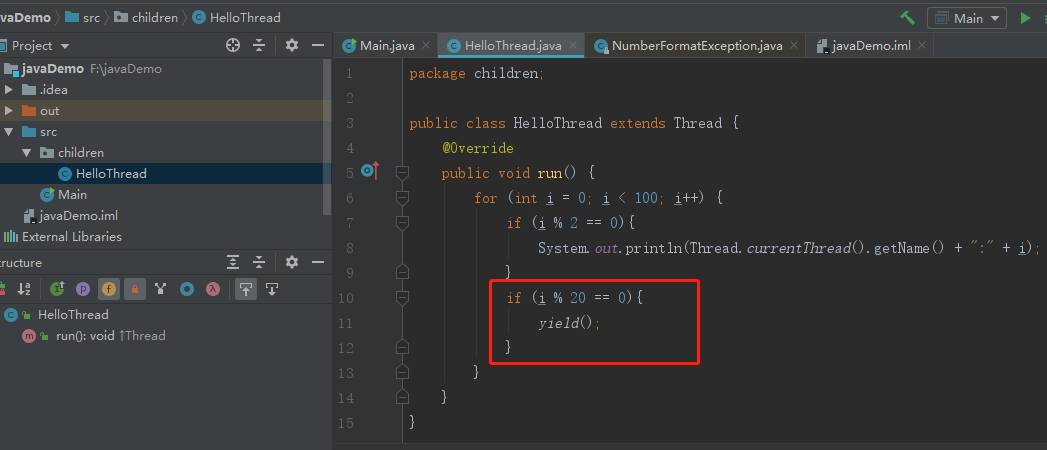 vaDemo src children HelloThread Main
Project Main.java HelloThread.java NumberFormatException.java javaDemo.iml
javaDemo F:\javaDemo
.idea
out
src
children
HelloThread
Main
javaDemo.iml
External Libraries
tructure
HelloThread
run(): void ↑Thread
1 package children;
2
3 public class HelloThread extends Thread {
4 @Override
5 public void run() {
6 for (int i = 0; i < 100; i++) {
7 if (i % 2 == 0){
8 System.out.println(Thread.currentThread().getName() + ":" + i);
9 }
10 if (i % 20 == 0){
11 yield();
12 }
13 }
14 }
15 }